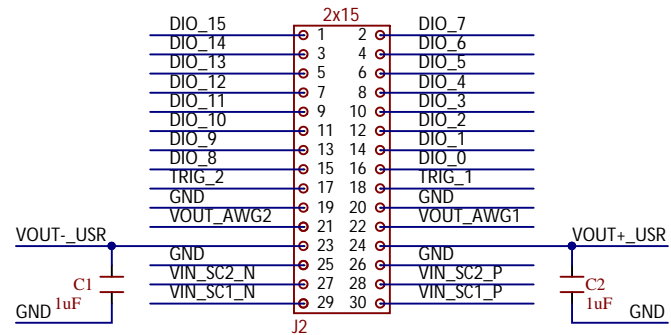 2x15
DIO_15 1 2 DIO_7
DIO_14 3 4 DIO_6
DIO_13 5 6 DIO_5
DIO_12 7 8 DIO_4
DIO_11 9 10 DIO_3
DIO_10 11 12 DIO_2
DIO_9 13 14 DIO_1
DIO_8 15 16 DIO_0
TRIG_2 17 18 TRIG_1
GND 19 20 GND
VOUT_AWG2 21 22 VOUT_AWG1
VOUT-_USR 23 24 VOUT+_USR
GND 25 26 GND
C1 VIN_SC2_N 27 28 VIN_SC2_P C2
1uF VIN_SC1_N 29 30 VIN_SC1_P 1uF
GND GND
J2